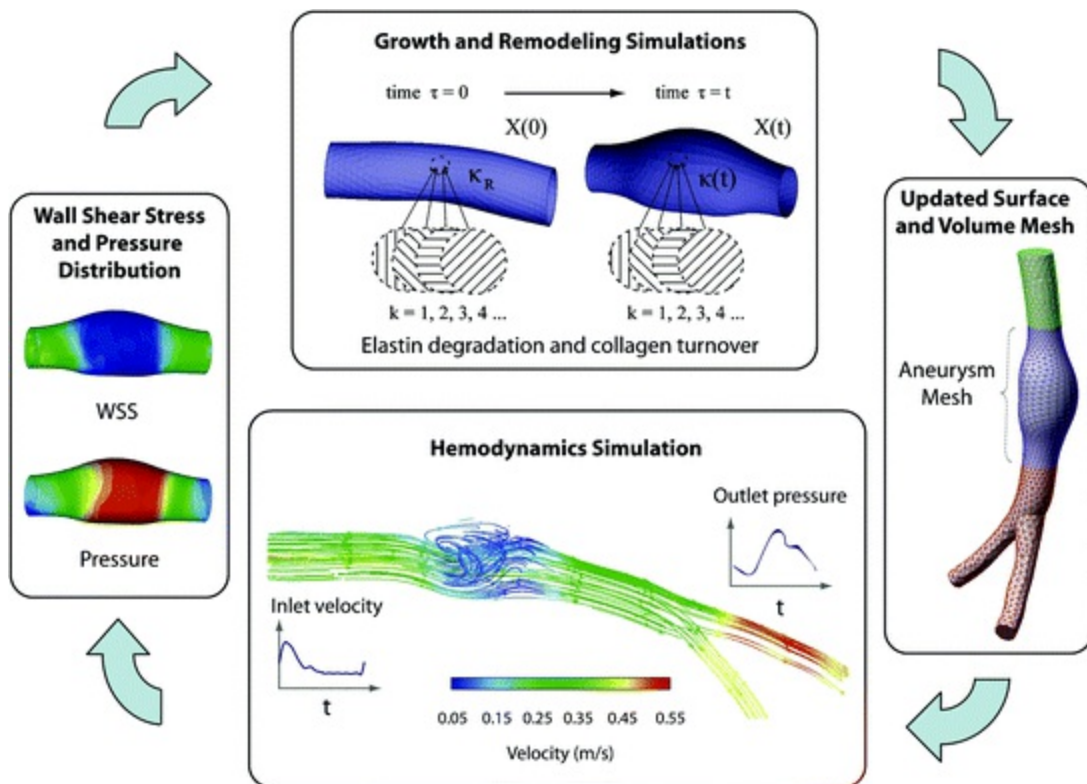 Growth and Remodeling Simulations
time τ = 0
time τ = t
X(0)
X(t)
κR
κ(t)
k = 1, 2, 3, 4 ...
k = 1, 2, 3, 4 ...
Elastin degradation and collagen turnover
Updated Surface
and Volume Mesh
Aneurysm
Mesh
Hemodynamics Simulation
Outlet pressure
t
Inlet velocity
t
0.05 0.15 0.25 0.35 0.45 0.55
Velocity (m/s)
Wall Shear Stress
and Pressure
Distribution
WSS
Pressure